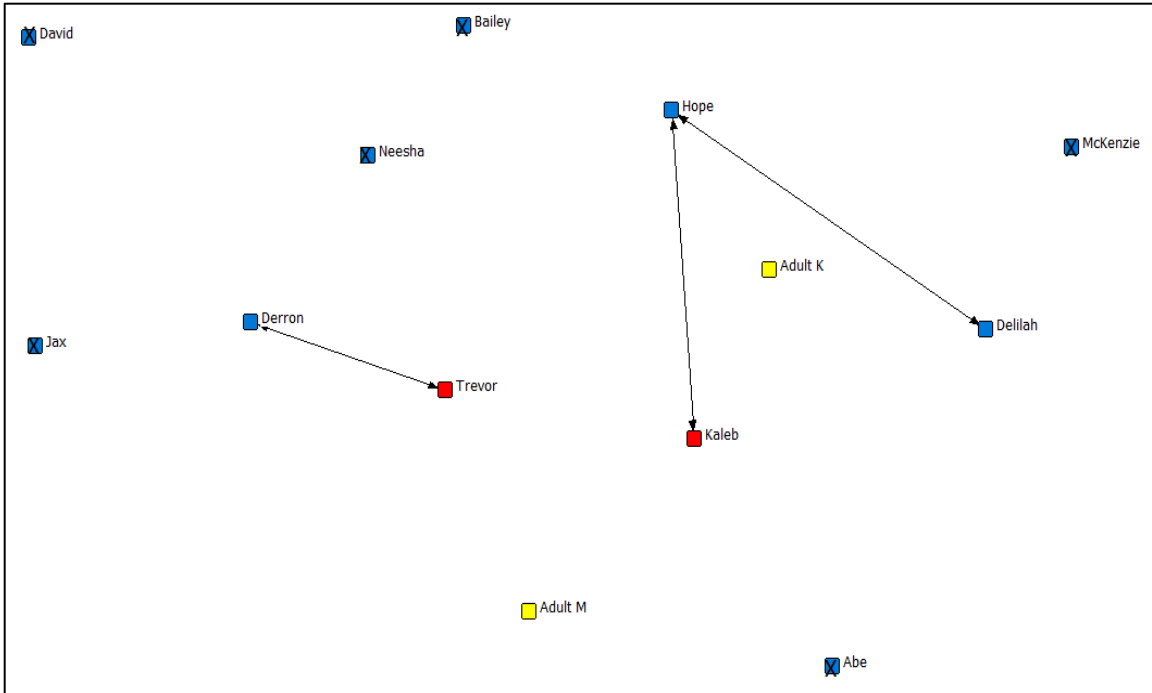 David
Bailey
Hope
McKenzie
Neesha
Adult K
Derron
Delilah
Jax
Trevor
Kaleb
Adult M
Abe